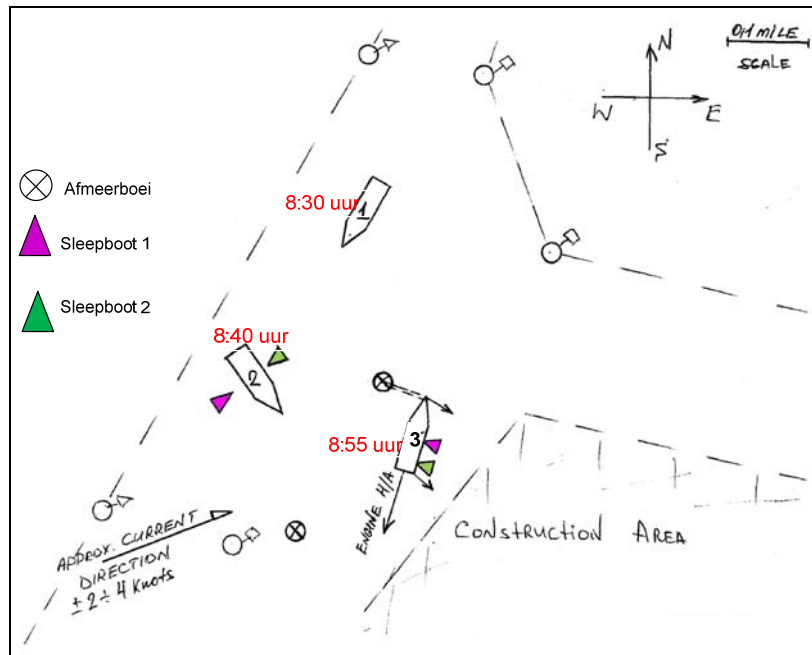 0,1 MILE
SCALE
N
W
E
S
Afmeerboei
Sleepboot 1
Sleepboot 2
8:30 uur
1
8:40 uur
2
8:55 uur
3
ENGINE H/A
APPROX. CURRENT
DIRECTION
± 2 ÷ 4 Knots
CONSTRUCTION AREA